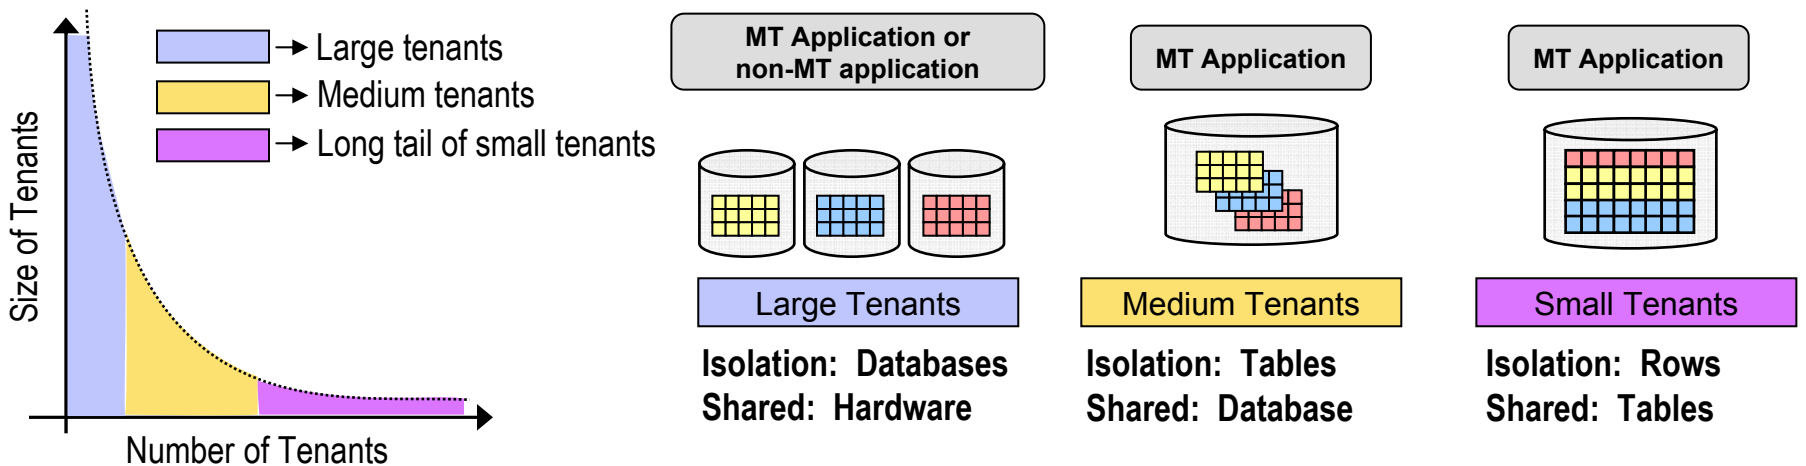 Size of Tenants
Number of Tenants
Large tenants
Medium tenants
Long tail of small tenants
MT Application or
non-MT application
Large Tenants
Isolation: Databases
Shared: Hardware
MT Application
Medium Tenants
Isolation: Tables
Shared: Database
MT Application
Small Tenants
Isolation: Rows
Shared: Tables